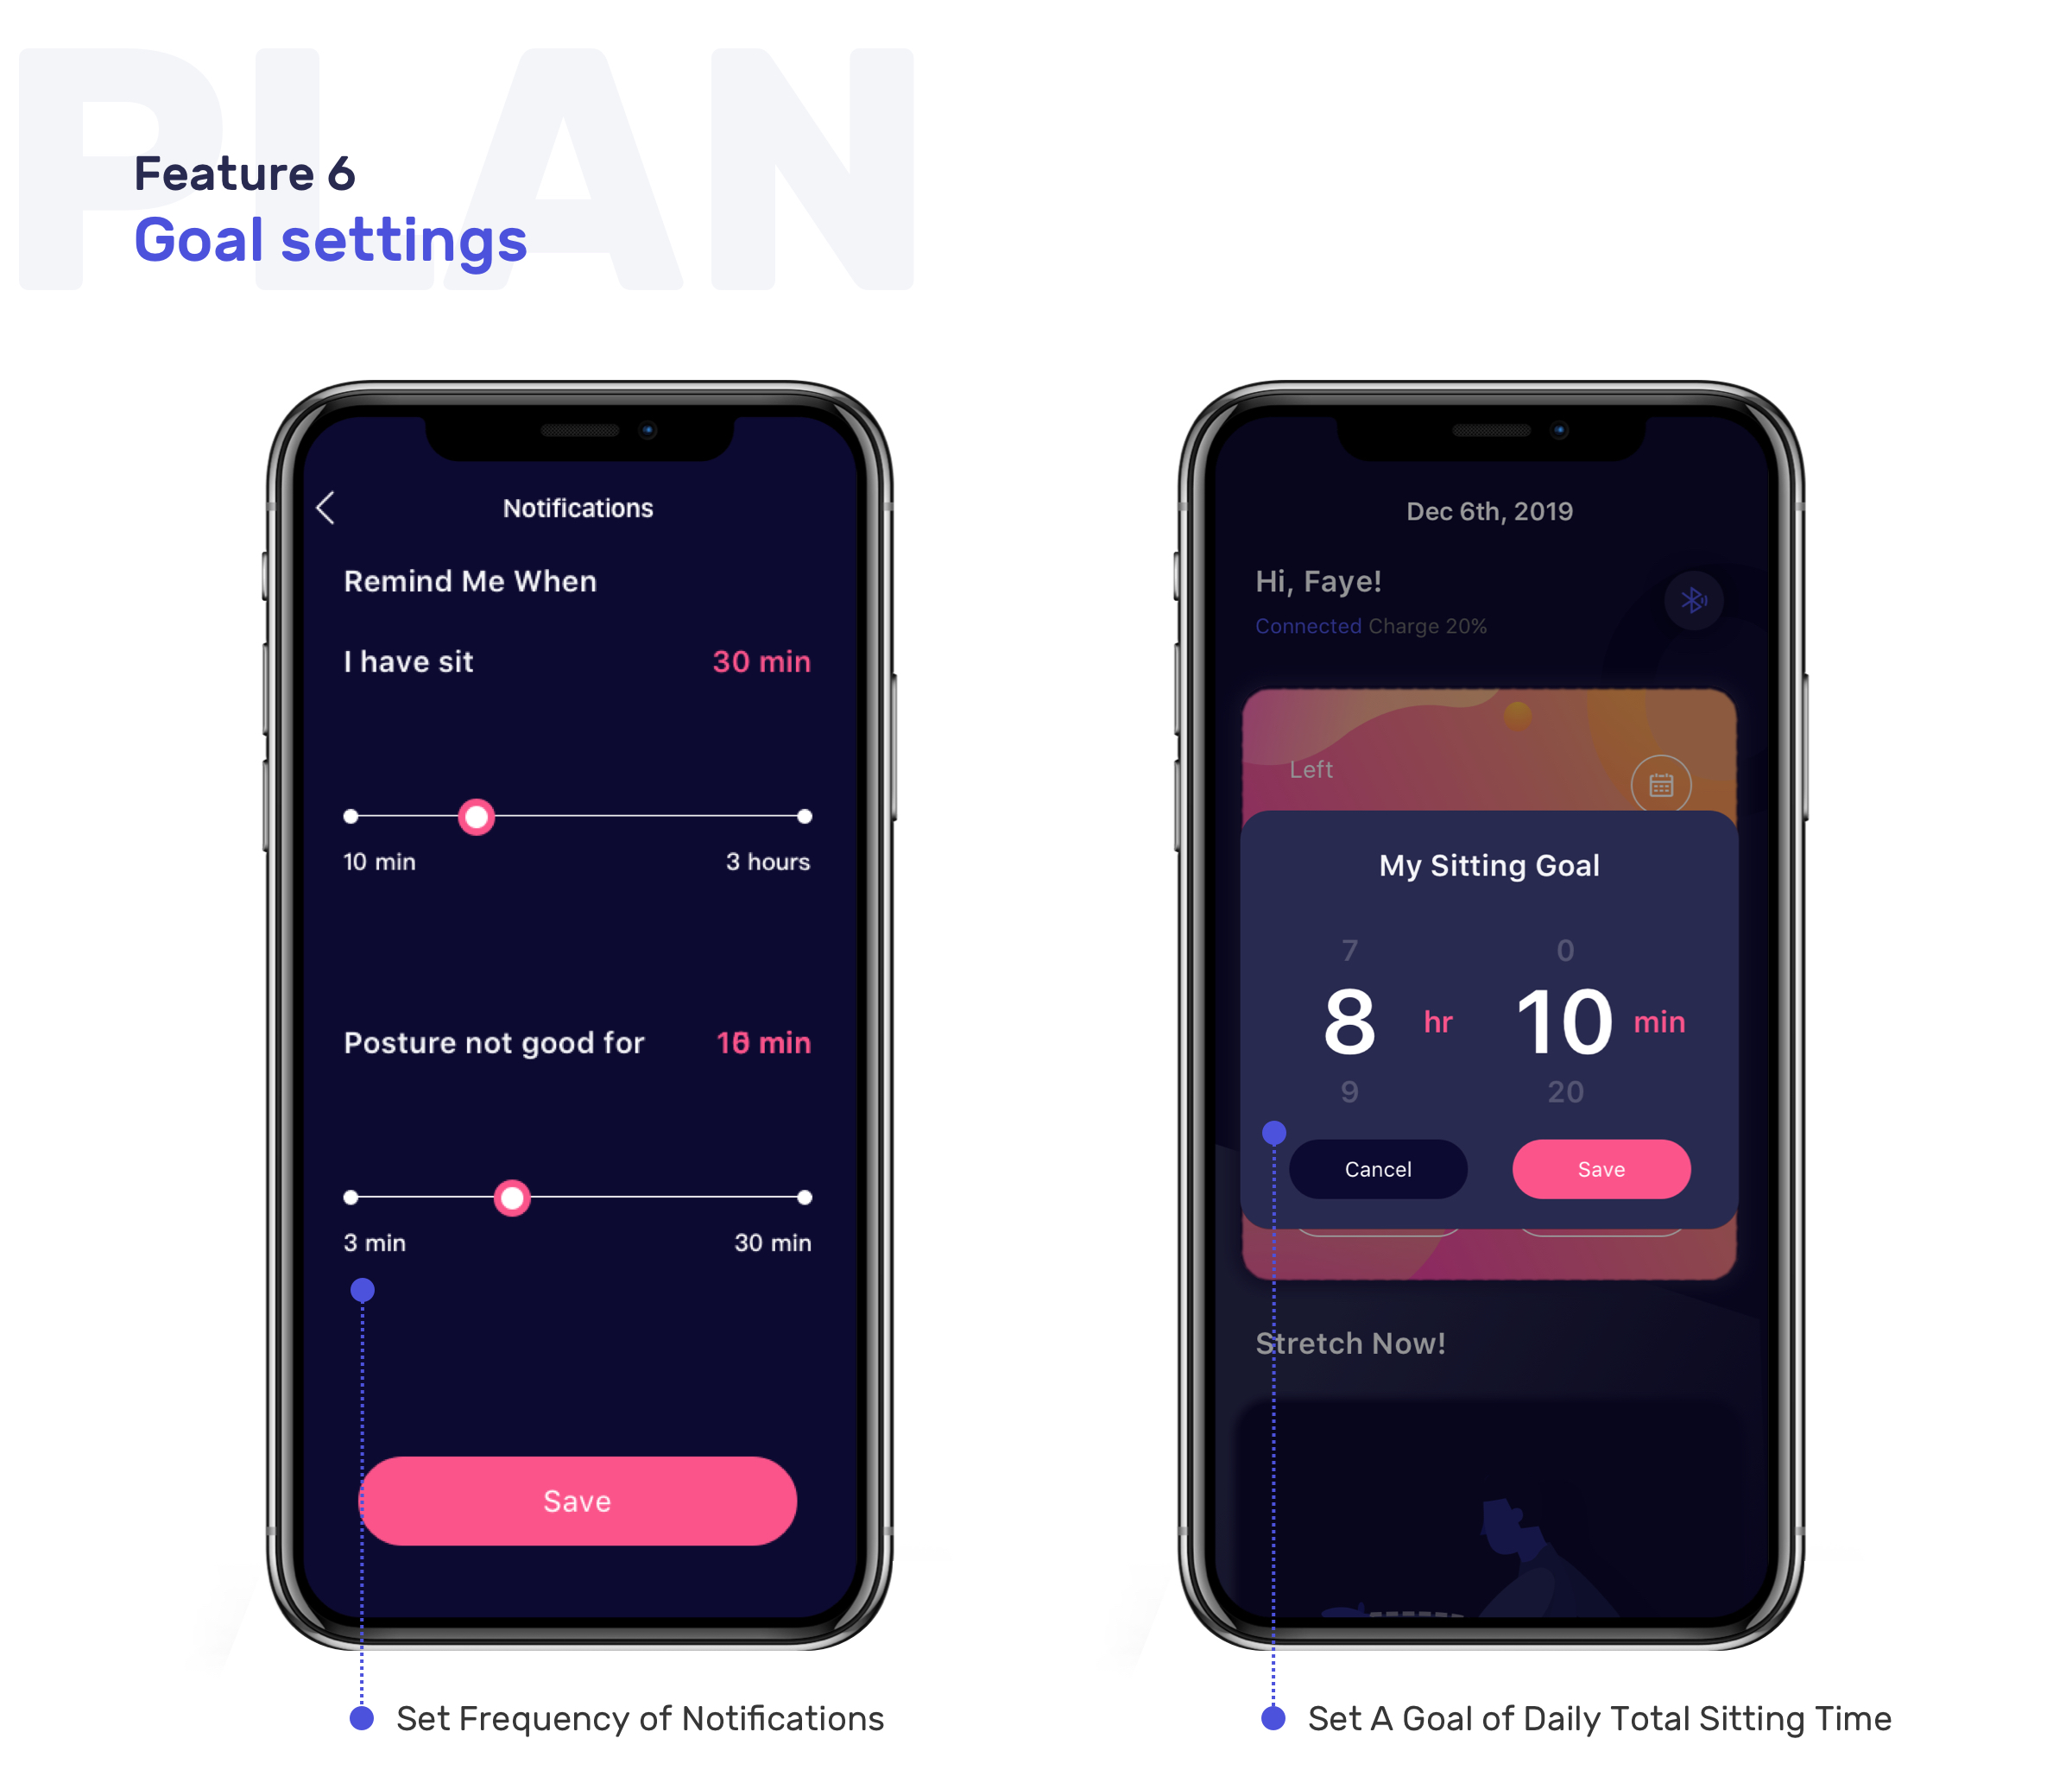 PLAN
Feature 6
Goal settings
Notifications
Remind Me When
I have sit 30 min
10 min 3 hours
Posture not good for min
3 min 30 min
Save
Set Frequency of Notifications
Dec 6th, 2019
Hi, Faye!
Connected Charge 20%
Left
My Sitting Goal
7 0
8 hr 10 min
9 20
Cancel Save
Stretch Now!
Set A Goal of Daily Total Sitting Time